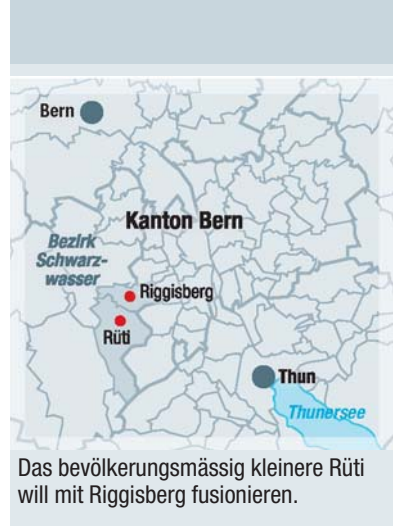 Bern
Kanton Bern
Bezirk
Schwarz-
wasser
Riggisberg
Rüti
Thun
Thunersee
Das bevölkerungsmässig kleinere Rüti
will mit Riggisberg fusionieren.